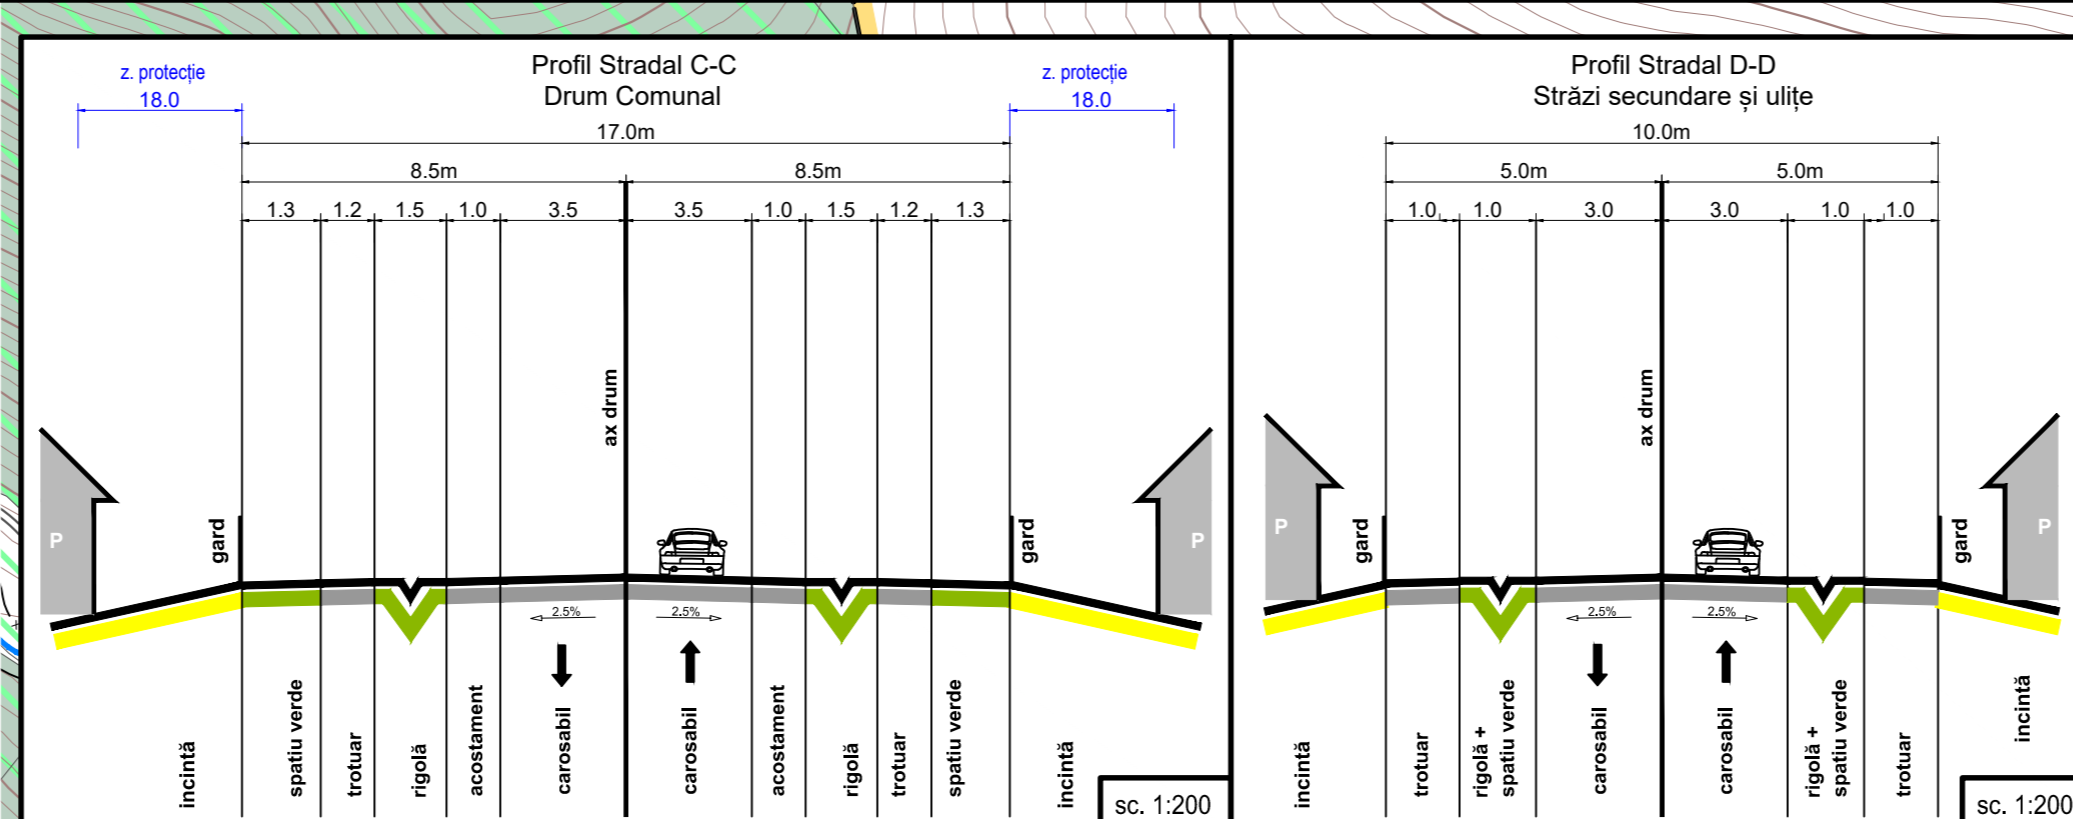 Profil Stradal C-C
Drum Comunal
z. protecție
18.0
z. protecție
18.0
17.0m
8.5m 8.5m
1.3 1.2 1.5 1.0 3.5 3.5 1.0 1.5 1.2 1.3
ax drum
gard
gard
P
P
2.5% 2.5%
incintă
spatiu verde
trotuar
rigolă
acostament
carosabil
carosabil
acostament
rigolă
trotuar
spatiu verde
incintă
sc. 1:200
Profil Stradal D-D
Străzi secundare și ulițe
10.0m
5.0m 5.0m
1.0 1.0 3.0 3.0 1.0 1.0
ax drum
gard
gard
P
P
2.5% 2.5%
incintă
trotuar
rigolă +
spatiu verde
carosabil
carosabil
rigolă +
spatiu verde
trotuar
incintă
sc. 1:200